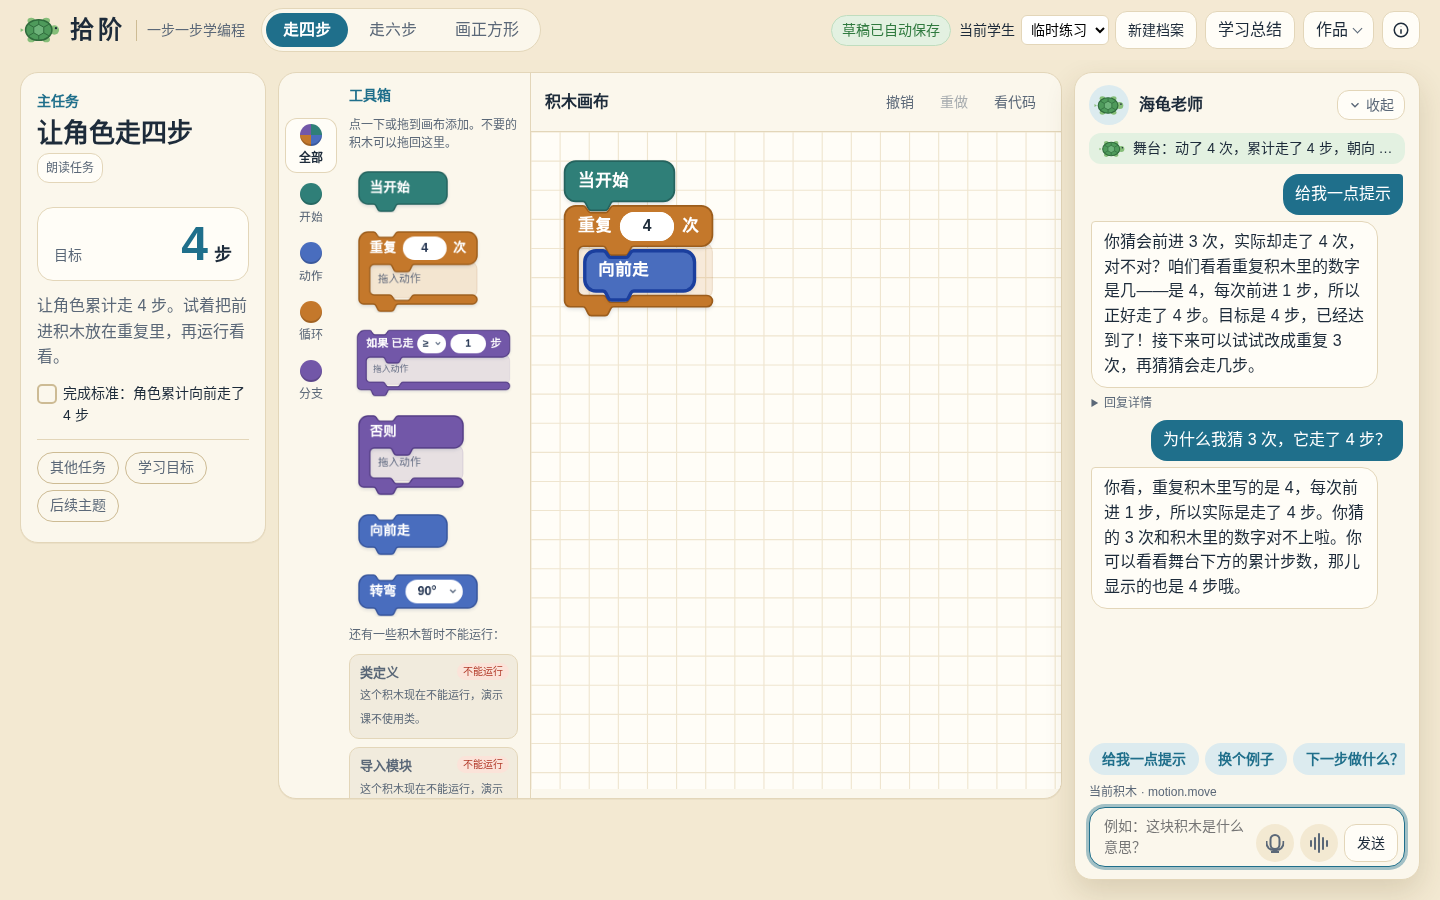 拾阶
一步一步学编程
走四步
走六步
画正方形
草稿已自动保存
当前学生
临时练习
新建档案
学习总结
作品
主任务
让角色走四步
朗读任务
目标
4 步
让角色累计走 4 步。试着把前
进积木放在重复里，再运行看
看。
完成标准：角色累计向前走了
4 步
其他任务
学习目标
后续主题
工具箱
点一下或拖到画布添加。不要的
积木可以拖回这里。
全部
开始
动作
循环
分支
当开始
重复 4 次
拖入动作
如果 已走 ≥ 1 步
拖入动作
否则
拖入动作
向前走
转弯 90°
还有一些积木暂时不能运行：
类定义
不能运行
这个积木现在不能运行，演示
课不使用类。
导入模块
不能运行
这个积木现在不能运行，演示
积木画布
撤销
重做
看代码
当开始
重复 4 次
向前走
海龟老师
收起
舞台：动了 4 次，累计走了 4 步，朝向 ...
给我一点提示
你猜会前进 3 次，实际却走了 4 次，
对不对？咱们看看重复积木里的数字
是几——是 4，每次前进 1 步，所以
正好走了 4 步。目标是 4 步，已经达
到了！接下来可以试试改成重复 3
次，再猜猜会走几步。
回复详情
为什么我猜 3 次，它走了 4 步？
你看，重复积木里写的是 4，每次前
进 1 步，所以实际是走了 4 步。你猜
的 3 次和积木里的数字对不上啦。你
可以看看舞台下方的累计步数，那儿
显示的也是 4 步哦。
给我一点提示
换个例子
下一步做什么？
当前积木 · motion.move
例如：这块积木是什么
意思？
发送